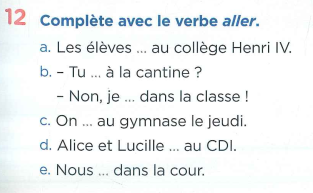 12 Complète avec le verbe aller.
a. Les élèves ... au collège Henri IV.
b. – Tu ... à la cantine ?
– Non, je ... dans la classe !
c. On ... au gymnase le jeudi.
d. Alice et Lucille ... au CDI.
e. Nous ... dans la cour.